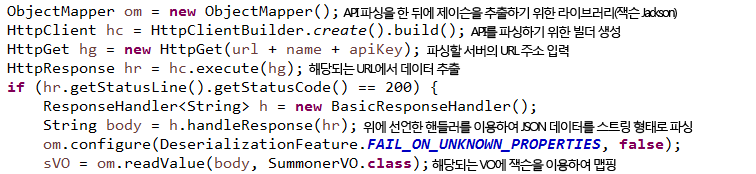 ObjectMapper om = new ObjectMapper(); API 파싱을 한 뒤에 제이슨을 추출하기 위한 라이브러리(잭슨 Jackson)
HttpClient hc = HttpClientBuilder.create().build(); API를 파싱하기 위한 빌더 생성
HttpGet hg = new HttpGet(url + name + apiKey); 파싱할 서버의 URL 주소 입력
HttpResponse hr = hc.execute(hg); 해당되는 URL에서 데이터 추출
if (hr.getStatusLine().getStatusCode() == 200) {
ResponseHandler<String> h = new BasicResponseHandler();
String body = h.handleResponse(hr); 위에 선언한 핸들러를 이용하여 JSON 데이터를 스트링 형태로 파싱
om.configure(DeserializationFeature.FAIL_ON_UNKNOWN_PROPERTIES, false);
sVO = om.readValue(body, SummonerVO.class); 해당되는 VO에 잭슨을 이용하여 맵핑